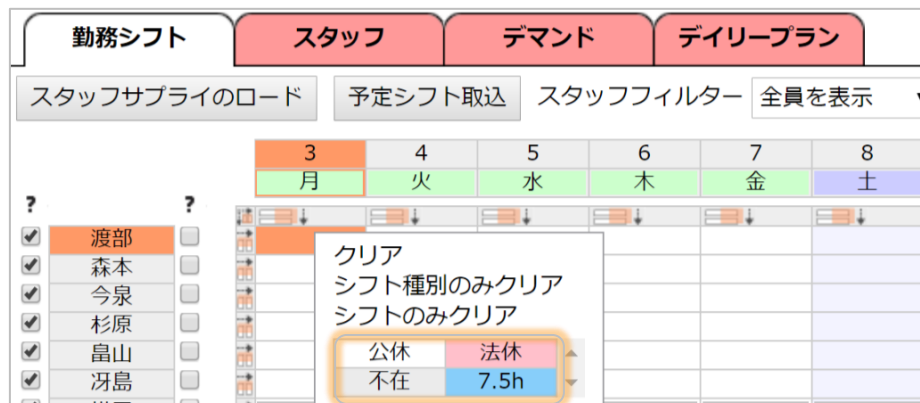 勤務シフト スタッフ デマンド デイリープラン
スタッフサプライのロード 予定シフト取込 スタッフフィルター 全員を表示
3 4 5 6 7 8
月 火 水 木 金 土
? ?
渡部
森本
今泉
杉原
畠山
冴島
クリア
シフト種別のみクリア
シフトのみクリア
公休 法休
不在 7.5h